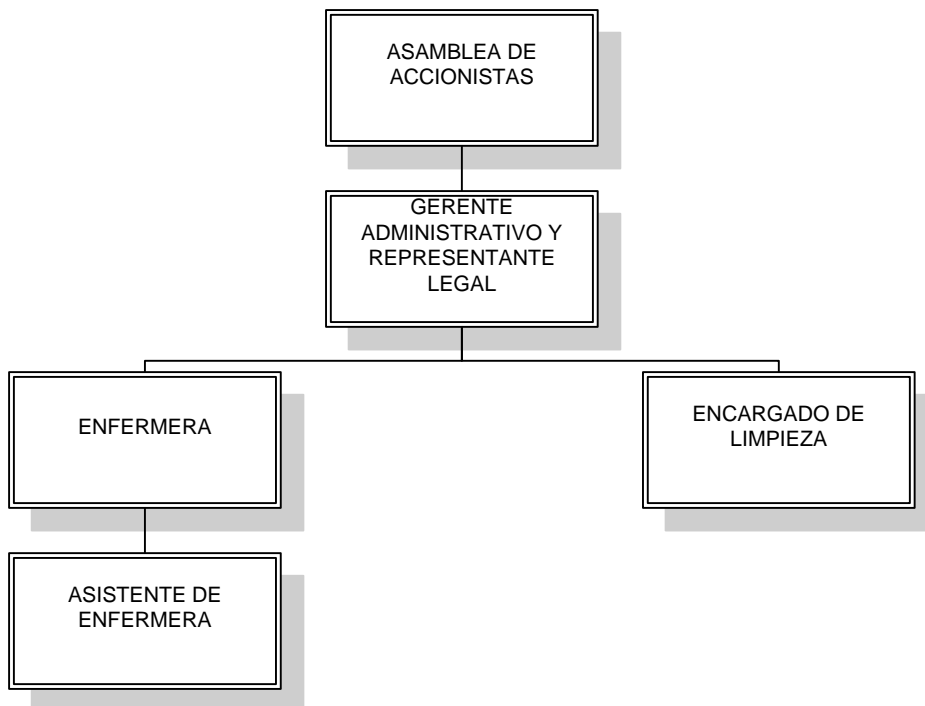 ASAMBLEA DE
ACCIONISTAS
GERENTE
ADMINISTRATIVO Y
REPRESENTANTE
LEGAL
ENFERMERA
ENCARGADO DE
LIMPIEZA
ASISTENTE DE
ENFERMERA